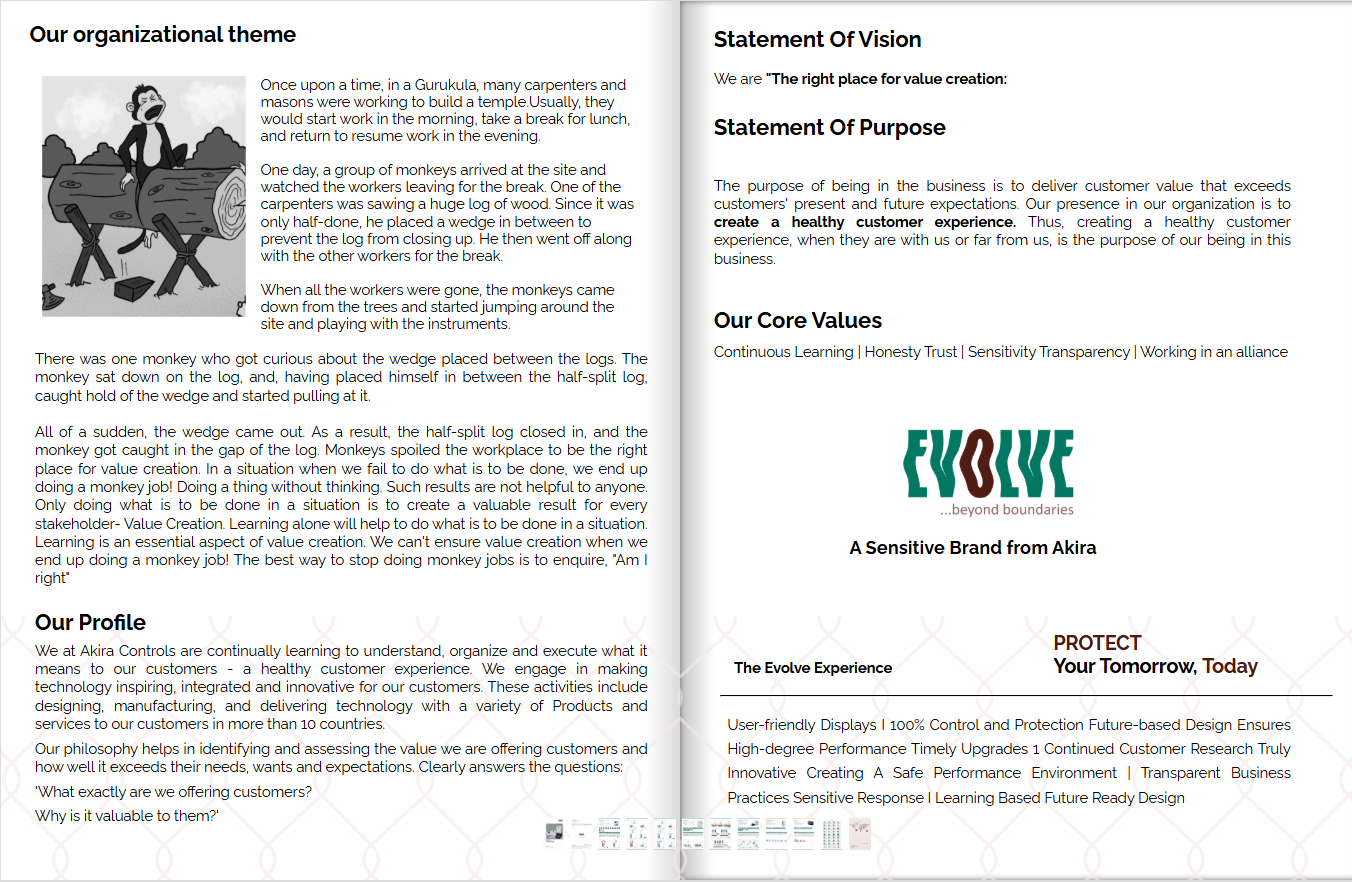 Our organizational theme
Once upon a time, in a Gurukula, many carpenters and
masons were working to build a temple.Usually, they
would start work in the morning, take a break for lunch,
and return to resume work in the evening.
One day, a group of monkeys arrived at the site and
watched the workers leaving for the break. One of the
carpenters was sawing a huge log of wood. Since it was
only half-done, he placed a wedge in between to
prevent the log from closing up. He then went off along
with the other workers for the break.
When all the workers were gone, the monkeys came
down from the trees and started jumping around the
site and playing with the instruments.
There was one monkey who got curious about the wedge placed between the logs. The
monkey sat down on the log, and, having placed himself in between the half-split log,
caught hold of the wedge and started pulling at it.
All of a sudden, the wedge came out. As a result, the half-split log closed in, and the
monkey got caught in the gap of the log. Monkeys spoiled the workplace to be the right
place for value creation. In a situation when we fail to do what is to be done, we end up
doing a monkey job! Doing a thing without thinking. Such results are not helpful to anyone.
Only doing what is to be done in a situation is to create a valuable result for every
stakeholder- Value Creation. Learning alone will help to do what is to be done in a situation.
Learning is an essential aspect of value creation. We can't ensure value creation when we
end up doing a monkey job! The best way to stop doing monkey jobs is to enquire, "Am I
right"
Our Profile
We at Akira Controls are continually learning to understand, organize and execute what it
means to our customers - a healthy customer experience. We engage in making
technology inspiring, integrated and innovative for our customers. These activities include
designing, manufacturing, and delivering technology with a variety of Products and
services to our customers in more than 10 countries.
Our philosophy helps in identifying and assessing the value we are offering customers and
how well it exceeds their needs, wants and expectations. Clearly answers the questions:
'What exactly are we offering customers?
Why is it valuable to them?'
Statement Of Vision
We are "The right place for value creation:
Statement Of Purpose
The purpose of being in the business is to deliver customer value that exceeds
customers' present and future expectations. Our presence in our organization is to
create a healthy customer experience. Thus, creating a healthy customer
experience, when they are with us or far from us, is the purpose of our being in this
business.
Our Core Values
Continuous Learning | Honesty Trust | Sensitivity Transparency | Working in an alliance
EVOLVE
...beyond boundaries
A Sensitive Brand from Akira
The Evolve Experience
PROTECT
Your Tomorrow, Today
User-friendly Displays I 100% Control and Protection Future-based Design Ensures
High-degree Performance Timely Upgrades 1 Continued Customer Research Truly
Innovative Creating A Safe Performance Environment | Transparent Business
Practices Sensitive Response I Learning Based Future Ready Design